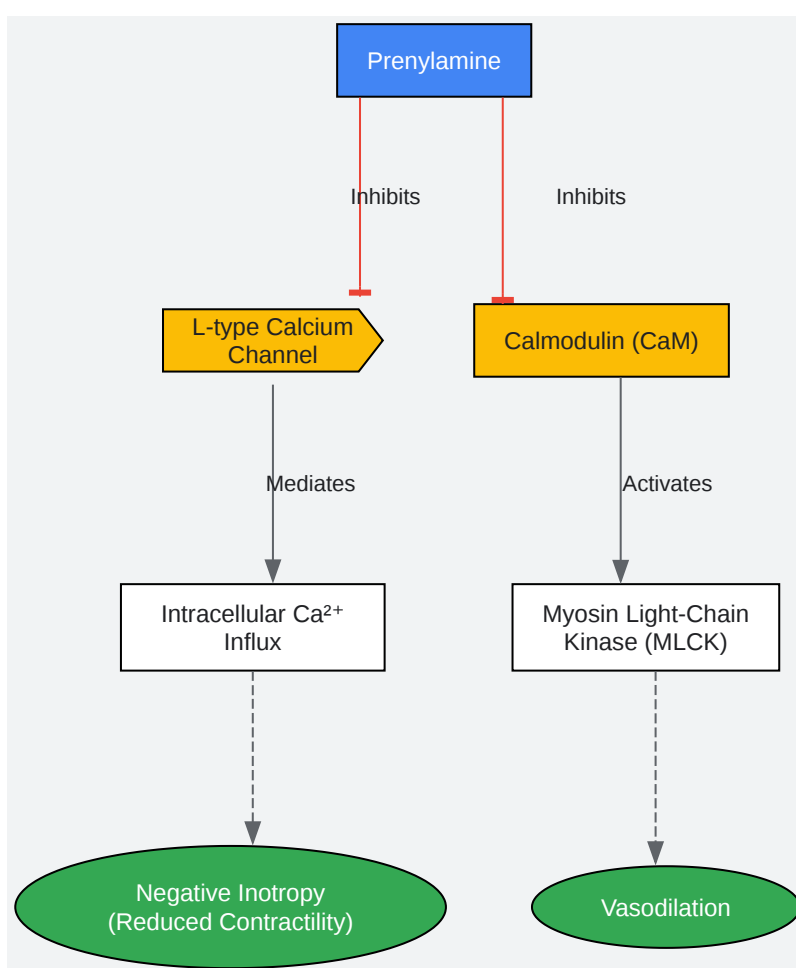 Prenylamine
Inhibits
Inhibits
L-type Calcium
Channel
Calmodulin (CaM)
Mediates
Activates
Intracellular Ca²⁺
Influx
Myosin Light-Chain
Kinase (MLCK)
Negative Inotropy
(Reduced Contractility)
Vasodilation